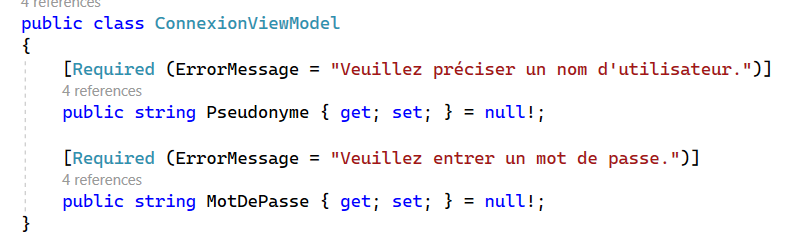 4 references
public class ConnexionViewModel
{
[Required (ErrorMessage = "Veuillez préciser un nom d'utilisateur.")]
4 references
public string Pseudonyme { get; set; } = null!;
[Required (ErrorMessage = "Veuillez entrer un mot de passe.")]
4 references
public string MotDePasse { get; set; } = null!;
}